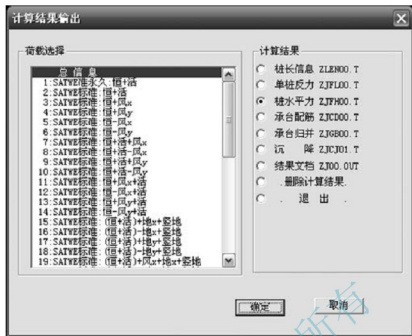 计算结果输出
荷载选择
总信息
1:SATWE准永久:恒+活
2:SATWE标准:恒+活
3:SATWE标准:恒+风x
4:SATWE标准:恒+风y
5:SATWE标准:恒-风x
6:SATWE标准:恒-风y
7:SATWE标准:恒+活+风x
8:SATWE标准:恒+活-风x
9:SATWE标准:恒+活+风y
10:SATWE标准:恒+活-风y
11:SATWE标准:恒+风x+活
12:SATWE标准:恒-风x+活
13:SATWE标准:恒+风y+活
14:SATWE标准:恒-风y+活
15:SATWE标准:(恒+活)+地x+竖地
16:SATWE标准:(恒+活)-地x+竖地
17:SATWE标准:(恒+活)+地y+竖地
18:SATWE标准:(恒+活)-地y+竖地
19:SATWE标准:(恒+活)+风x+地x+竖地
计算结果
桩长信息 ZLEN00.T
单桩反力 ZJFL00.T
桩水平力 ZJFH00.T
承台配筋 ZJCD00.T
承台归并 ZJGB00.T
沉 降 ZJCJ01.T
结果文档 ZJ00.OUT
.删除计算结果.
. 退 出 .
确定
取消
所有